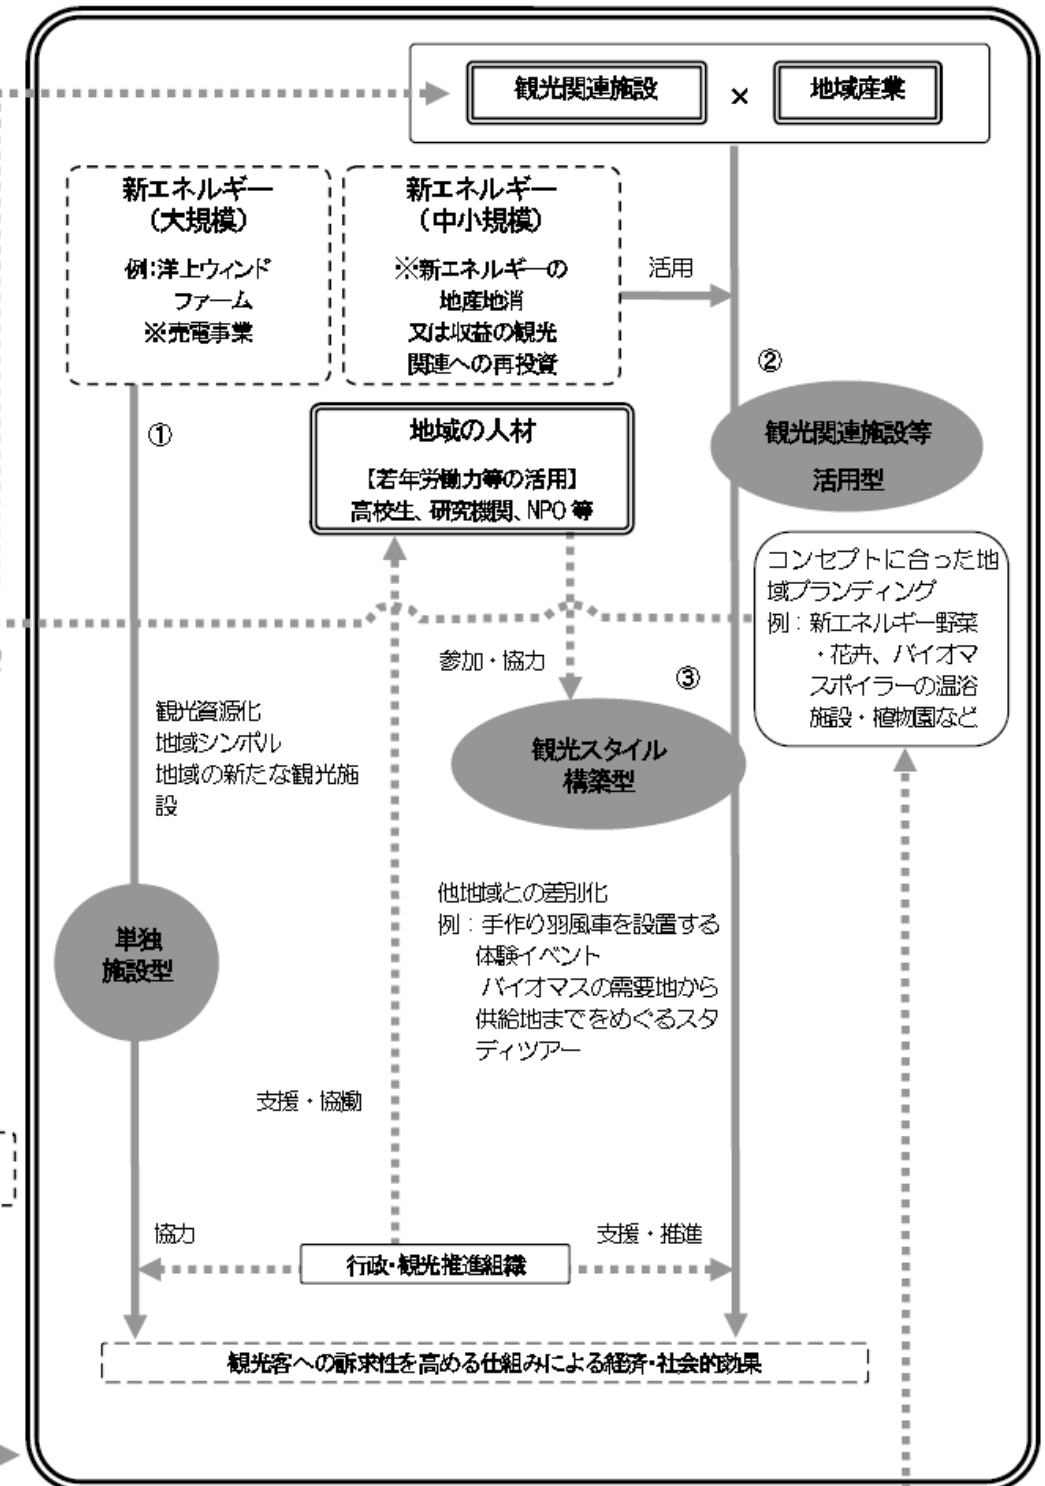 観光関連施設
×
地域産業
新エネルギー
(大規模)
例：洋上ウィンド
ファーム
※売電事業
新エネルギー
(中小規模)
※新エネルギーの
地産地消
又は収益の観光
関連への再投資
活用
①
地域の人材
【若年労働力等の活用】
高校生、研究機関、NPO 等
②
観光関連施設等
活用型
コンセプトに合った地
域ブランディング
例：新エネルギー野菜
・花卉、バイオマ
スボイラーの温浴
施設・植物園など
参加・協力
③
観光スタイル
構築型
観光資源化
地域シンボル
地域の新たな観光施
設
他地域との差別化
例：手作り羽風車を設置する
体験イベント
バイオマスの需要地から
供給地までをめぐるスタ
ディツアー
単独
施設型
支援・協働
協力
支援・推進
行政・観光推進組織
観光客への訴求性を高める仕組みによる経済・社会的効果